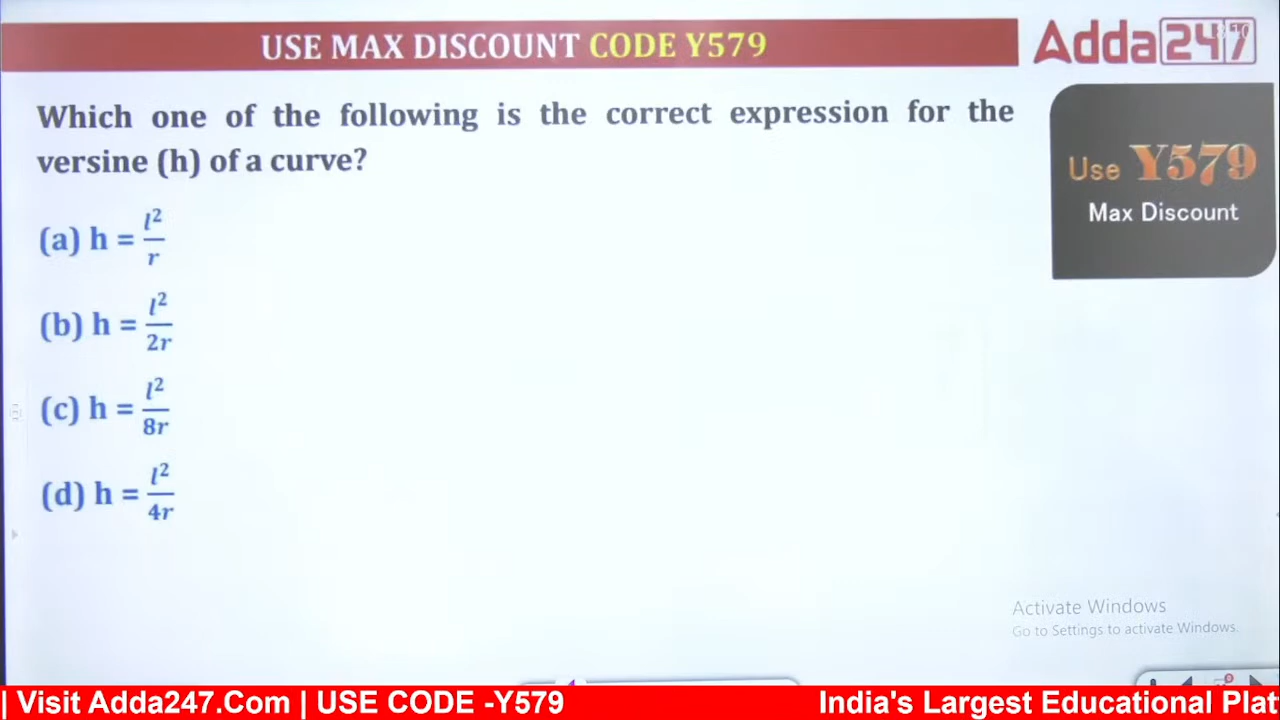 USE MAX DISCOUNT CODE Y579
Adda247
Which one of the following is the correct expression for the
versine (h) of a curve?
Use Y579
Max Discount
(a) h = l²/r
(b) h = l²/2r
(c) h = l²/8r
(d) h = l²/4r
Activate Windows
Go to Settings to activate Windows.
| Visit Adda247.Com | USE CODE -Y579
India's Largest Educational Plat